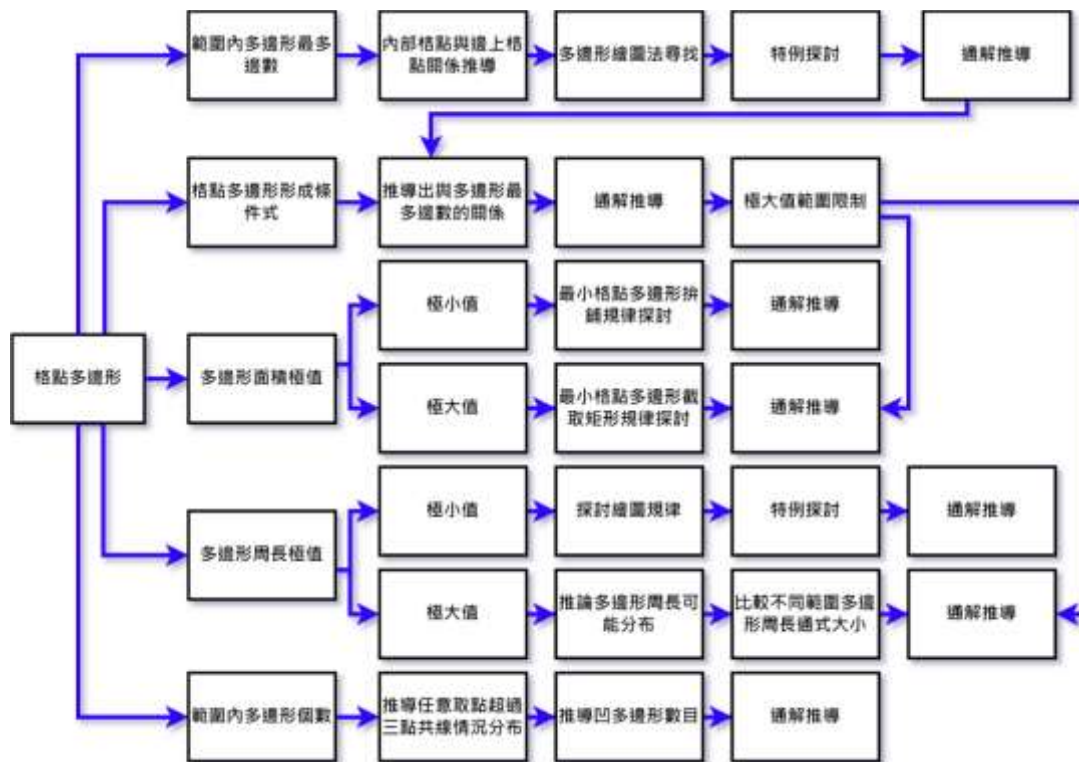 範圍內多邊形最多
邊數
內部格點與邊上格
點關係推導
多邊形繪圖法尋找
特例探討
通解推導
格點多邊形形成條
件式
推導出與多邊形最
多邊數的關係
通解推導
極大值範圍限制
格點多邊形
多邊形面積極值
極小值
最小格點多邊形拚
鋪規律探討
通解推導
極大值
最小格點多邊形截
取矩形規律探討
通解推導
多邊形周長極值
極小值
探討繪圖規律
特例探討
通解推導
極大值
推論多邊形周長可
能分布
比較不同範圍多邊
形周長通式大小
通解推導
範圍內多邊形個數
推導任意取點超過
三點共線情況分布
推導凹多邊形數目
通解推導